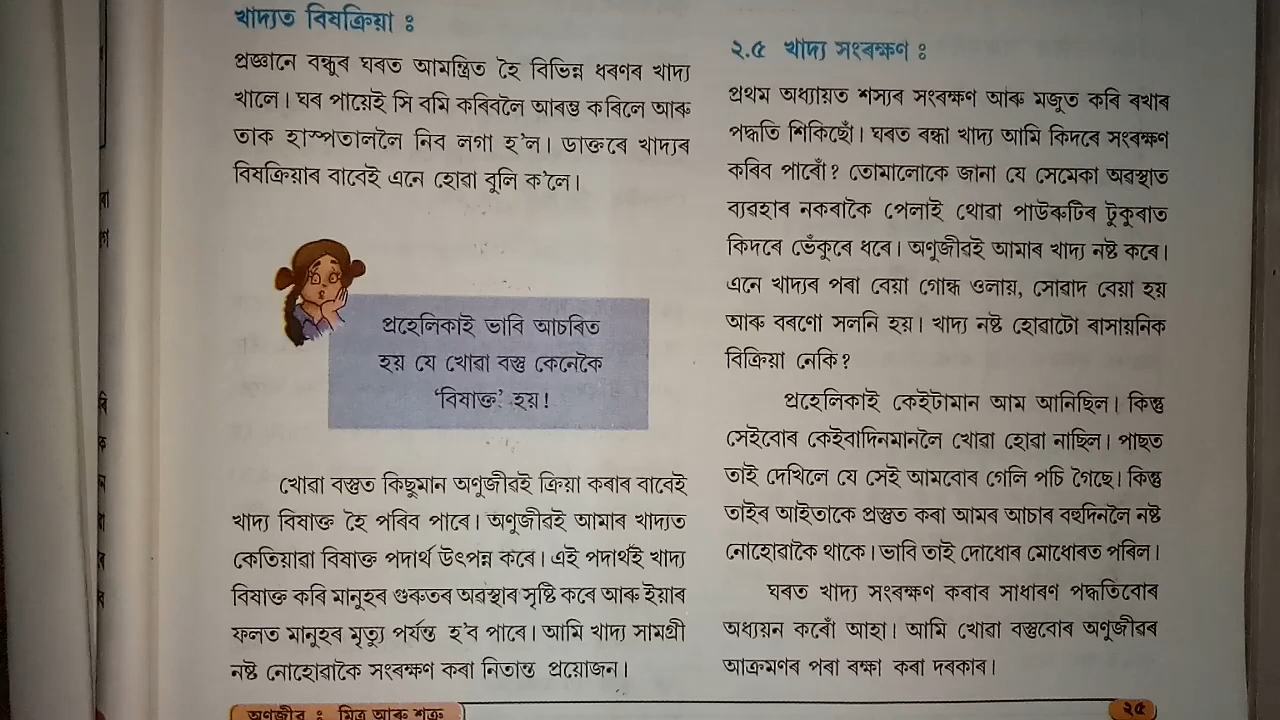 খাদ্যত বিষক্ৰিয়া :
প্ৰজ্ঞানে বন্ধুৰ ঘৰত আমন্ত্ৰিত হৈ বিভিন্ন ধৰণৰ খাদ্য
খালে। ঘৰ পায়েই সি বমি কৰিবলৈ আৰম্ভ কৰিলে আৰু
তাক হাস্পতাললৈ নিব লগা হ’ল। ডাক্তৰে খাদ্যৰ
বিষক্ৰিয়াৰ বাবেই এনে হোৱা বুলি ক’লে।
প্ৰহেলিকাই ভাবি আচৰিত
হয় যে খোৱা বস্তু কেনেকৈ
‘বিষাক্ত’ হয়!
খোৱা বস্তুত কিছুমান অণুজীৱই ক্ৰিয়া কৰাৰ বাবেই
খাদ্য বিষাক্ত হৈ পৰিব পাৰে। অণুজীৱই আমাৰ খাদ্যত
কেতিয়াবা বিষাক্ত পদাৰ্থ উৎপন্ন কৰে। এই পদাৰ্থই খাদ্য
বিষাক্ত কৰি মানুহৰ গুৰুতৰ অৱস্থাৰ সৃষ্টি কৰে আৰু ইয়াৰ
ফলত মানুহৰ মৃত্যু পৰ্যন্ত হ’ব পাৰে। আমি খাদ্য সামগ্ৰী
নষ্ট নোহোৱাকৈ সংৰক্ষণ কৰা নিতান্ত প্ৰয়োজন।
২.৫ খাদ্য সংৰক্ষণ :
প্ৰথম অধ্যায়ত শস্যৰ সংৰক্ষণ আৰু মজুত কৰি ৰখাৰ
পদ্ধতি শিকিছোঁ। ঘৰত ৰন্ধা খাদ্য আমি কিদৰে সংৰক্ষণ
কৰিব পাৰোঁ? তোমালোকে জানা যে সেমেকা অৱস্থাত
ব্যৱহাৰ নকৰাকৈ পেলাই থোৱা পাউৰুটিৰ টুকুৰাত
কিদৰে ভেঁকুৰে ধৰে। অণুজীৱই আমাৰ খাদ্য নষ্ট কৰে।
এনে খাদ্যৰ পৰা বেয়া গোন্ধ ওলায়, সোৱাদ বেয়া হয়
আৰু বৰণো সলনি হয়। খাদ্য নষ্ট হোৱাটো ৰাসায়নিক
বিক্ৰিয়া নেকি?
প্ৰহেলিকাই কেইটামান আম আনিছিল। কিন্তু
সেইবোৰ কেইবাদিনমানলৈ খোৱা হোৱা নাছিল। পাছত
তাই দেখিলে যে সেই আমবোৰ গেলি পচি গৈছে। কিন্তু
তাইৰ আইতাকে প্ৰস্তুত কৰা আমৰ আচাৰ বহুদিনলৈ নষ্ট
নোহোৱাকৈ থাকে। ভাবি তাই দোধোৰ মোধোৰত পৰিল।
ঘৰত খাদ্য সংৰক্ষণ কৰাৰ সাধাৰণ পদ্ধতিবোৰ
অধ্যয়ন কৰোঁ আহা। আমি খোৱা বস্তুবোৰ অণুজীৱৰ
আক্ৰমণৰ পৰা ৰক্ষা কৰা দৰকাৰ।
অণুজীৱ : মিত্ৰ আৰু শত্ৰু
২৫